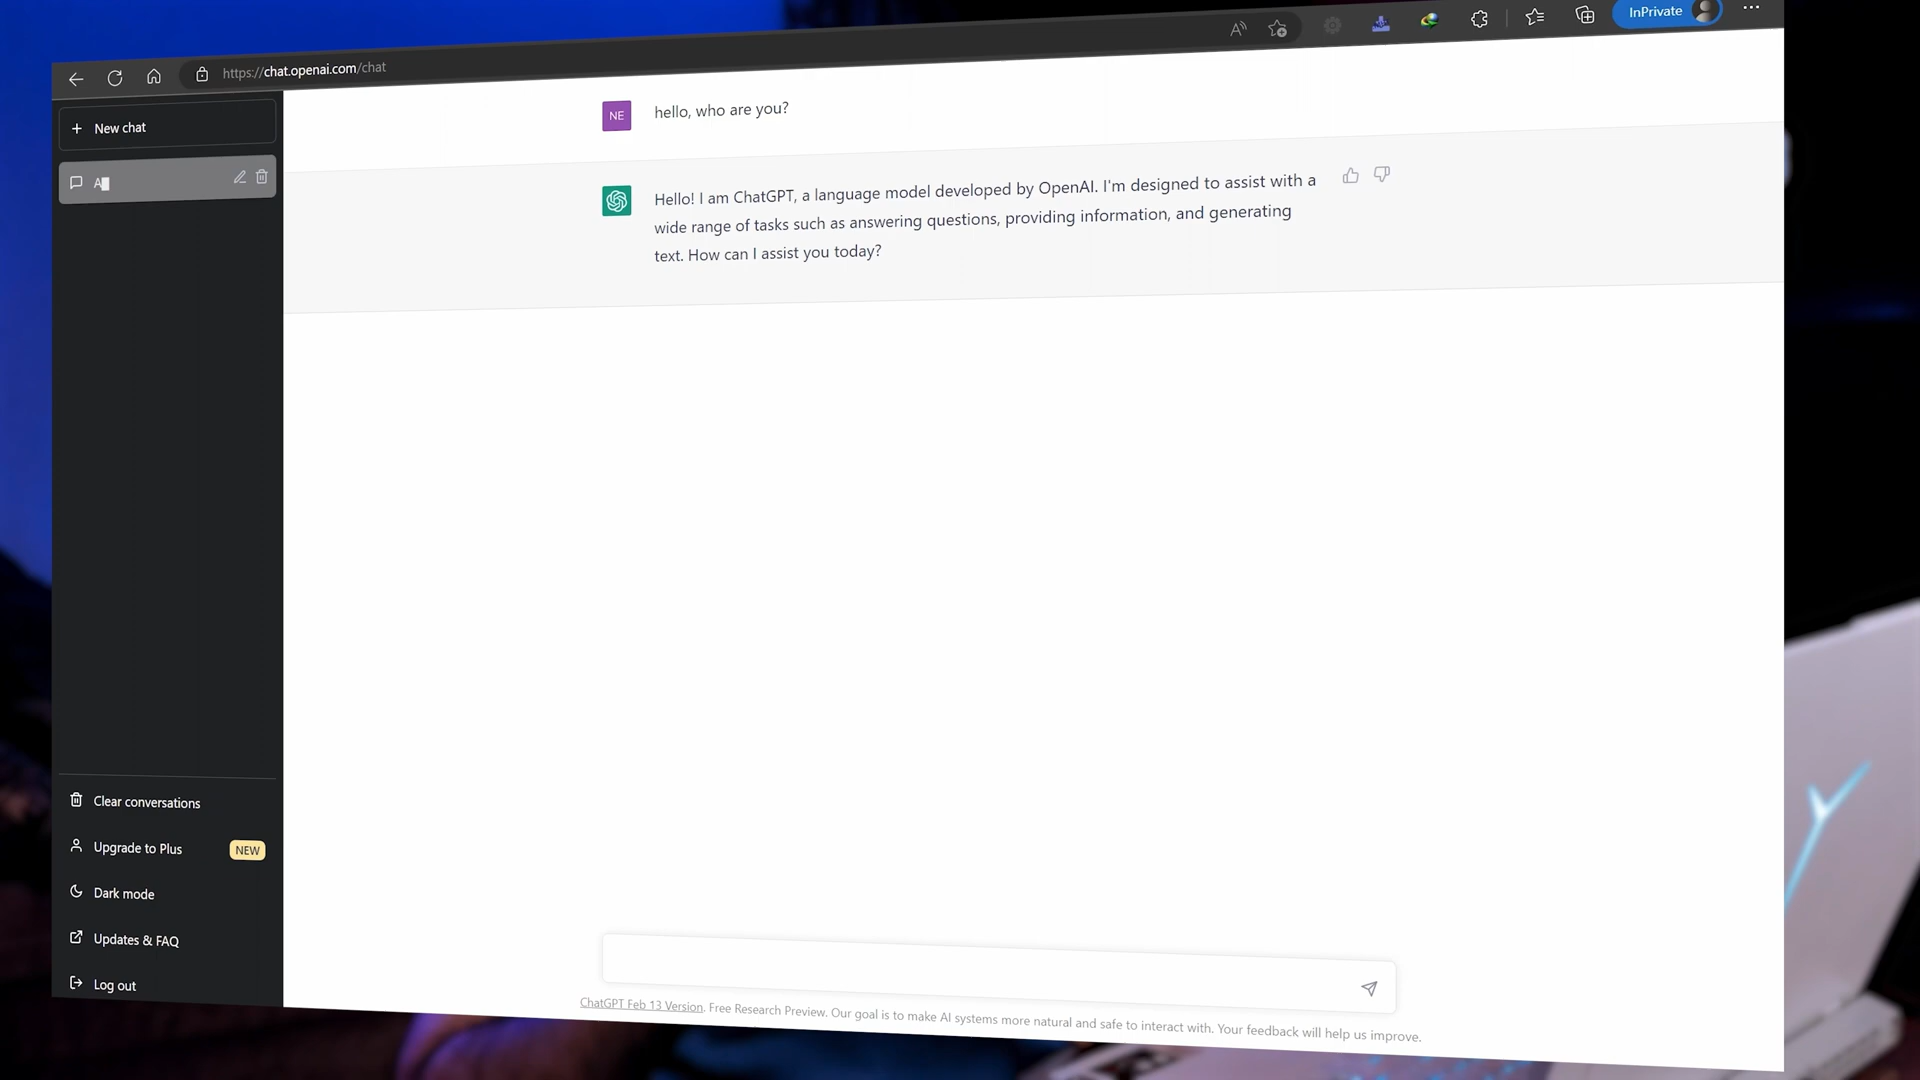 https://chat.openai.com/chat
InPrivate
New chat
A
NE
hello, who are you?
Hello! I am ChatGPT, a language model developed by OpenAI. I'm designed to assist with a
wide range of tasks such as answering questions, providing information, and generating
text. How can I assist you today?
Clear conversations
Upgrade to Plus
NEW
Dark mode
Updates & FAQ
Log out
ChatGPT Feb 13 Version. Free Research Preview. Our goal is to make AI systems more natural and safe to interact with. Your feedback will help us improve.